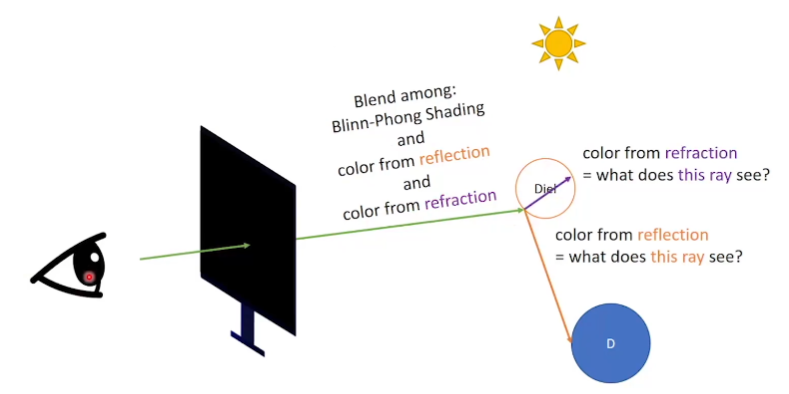 Blend among:
Blinn-Phong Shading
and
color from reflection
and
color from refraction
Diel
color from refraction
= what does this ray see?
color from reflection
= what does this ray see?
D